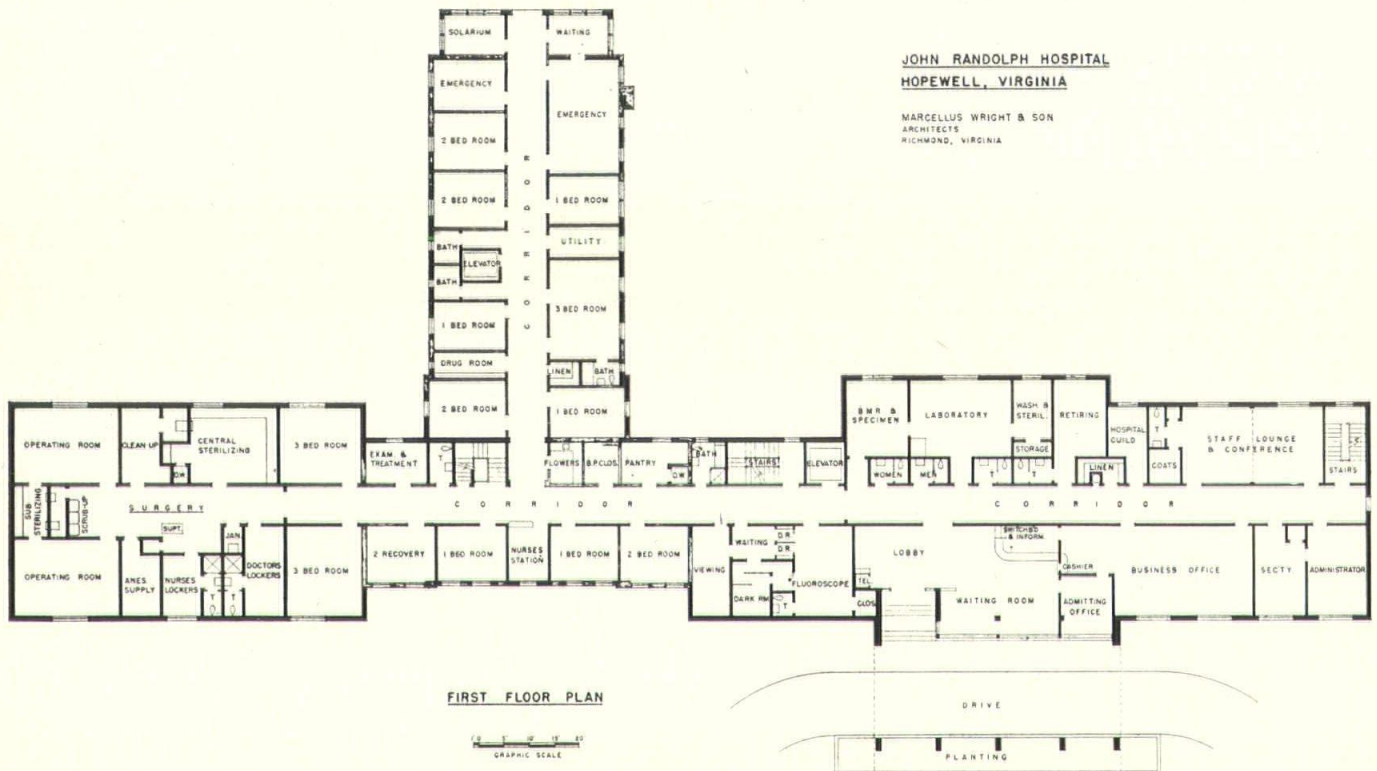 JOHN RANDOLPH HOSPITAL
HOPEWELL, VIRGINIA
MARCELLUS WRIGHT & SON
ARCHITECTS
RICHMOND, VIRGINIA
SOLARIUM
WAITING
EMERGENCY
EMERGENCY
2 BED ROOM
2 BED ROOM
1 BED ROOM
UTILITY
BATH
ELEVATOR
BATH
CORRIDOR
3 BED ROOM
1 BED ROOM
DRUG ROOM
LINEN
BATH
2 BED ROOM
1 BED ROOM
OPERATING ROOM
CLEAN-UP
CENTRAL
STERILIZING
D.W.
3 BED ROOM
EXAM. &
TREATMENT
T
FLOWERS
B.P.CLOS.
PANTRY
D.W.
BATH
STAIRS
ELEVATOR
BMR &
SPECIMEN
LABORATORY
WASH &
STERIL.
RETIRING
STORAGE
WOMEN
MEN
T
T
LINEN
HOSPITAL
GUILD
T
COATS
STAFF LOUNGE
& CONFERENCE
STAIRS
SUB
STERILIZING
SCRUB-UP
SURGERY
SUPT.
CORRIDOR
CORRIDOR
OPERATING ROOM
ANES.
SUPPLY
NURSES
LOCKERS
T
T
JAN.
DOCTORS
LOCKERS
3 BED ROOM
2 RECOVERY
1 BED ROOM
NURSES
STATION
1 BED ROOM
2 BED ROOM
VIEWING
WAITING
D.R.
D.R.
DARK RM.
T
FLUOROSCOPE
CLOS.
LOBBY
TEL.
SWITCHB'D
& INFORM.
T
CASHIER
WAITING ROOM
ADMITTING
OFFICE
BUSINESS OFFICE
SECTY
ADMINISTRATOR
FIRST FLOOR PLAN
0 5' 10' 15' 20'
GRAPHIC SCALE
DRIVE
PLANTING